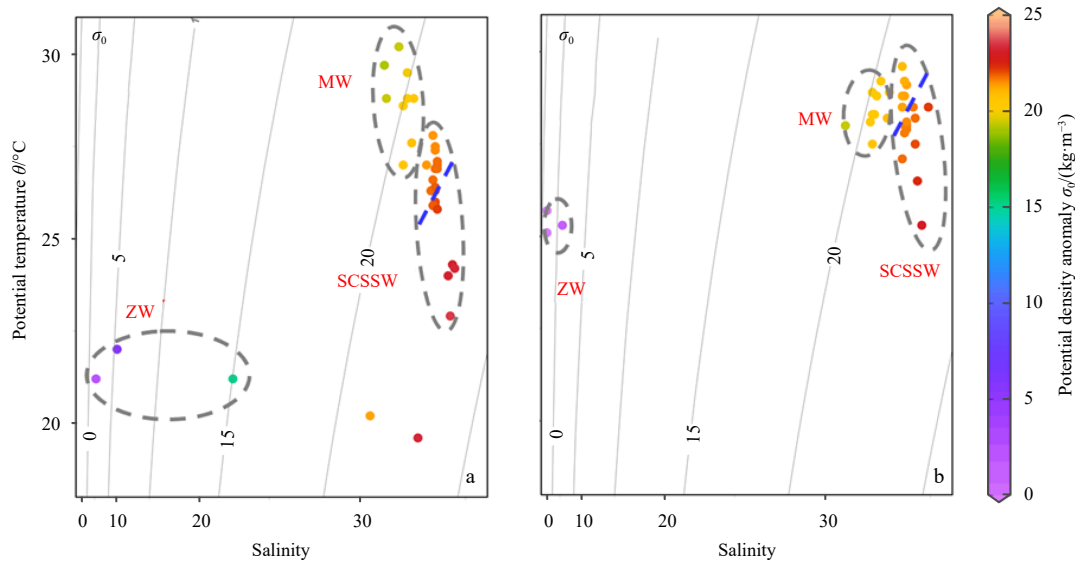 σ₀
30
25
20
Potential temperature θ/°C
MW
SCSSW
ZW
0
5
15
20
a
0
10
20
30
Salinity
σ₀
MW
SCSSW
ZW
0
5
15
20
b
0
10
20
30
Salinity
25
20
15
10
5
0
Potential density anomaly σ₀/(kg·m⁻³)